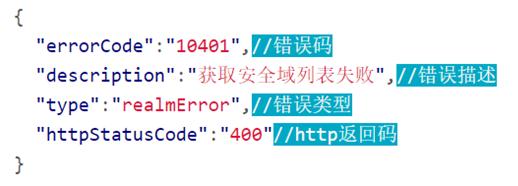 {
"errorCode":"10401",//错误码
"description":"获取安全域列表失败",//错误描述
"type":"realmError",//错误类型
"httpStatusCode":"400"//http返回码
}